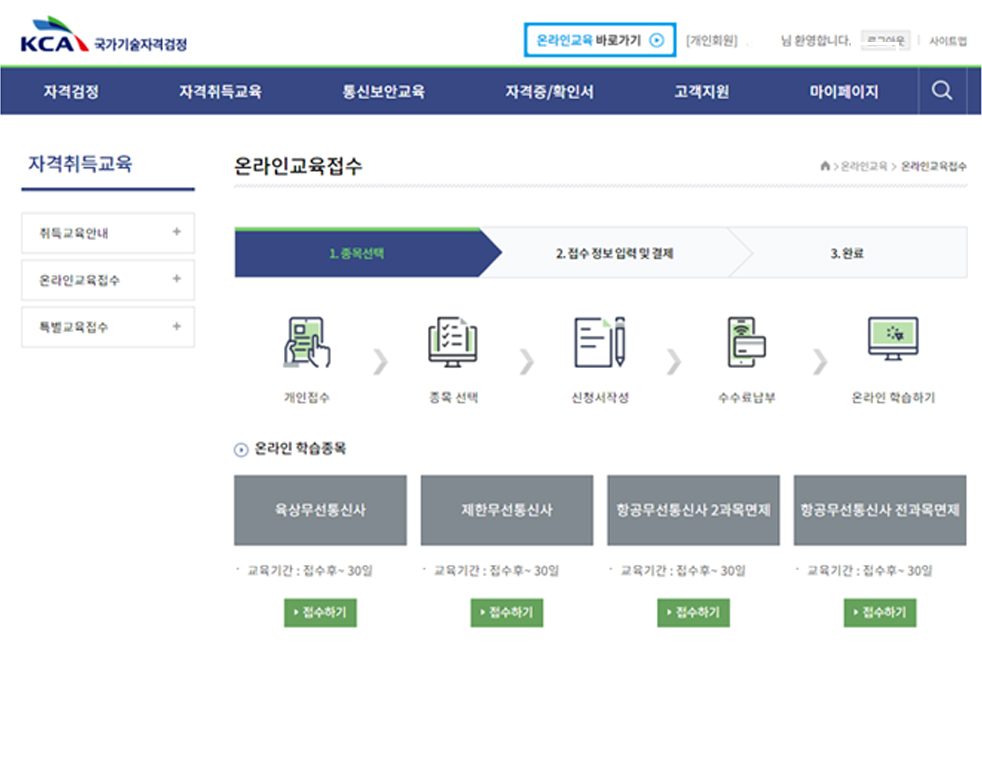 KCA 국가기술자격검정
온라인교육 바로가기 [개인회원] 님 환영합니다. 로그아웃 사이트맵
자격검정 자격취득교육 통신보안교육 자격증/확인서 고객지원 마이페이지
자격취득교육
취득교육안내 +
온라인교육접수 +
특별교육접수 +
온라인교육접수
> 온라인교육 > 온라인교육접수
1. 종목선택 2. 접수 정보 입력 및 결제 3. 완료
개인접수 종목 선택 신청서작성 수수료납부 온라인 학습하기
온라인 학습종목
육상무선통신사 제한무선통신사 항공무선통신사 2과목면제 항공무선통신사 전과목면제
· 교육기간 : 접수후~ 30일 · 교육기간 : 접수후~ 30일 · 교육기간 : 접수후~ 30일 · 교육기간 : 접수후~ 30일
접수하기 접수하기 접수하기 접수하기